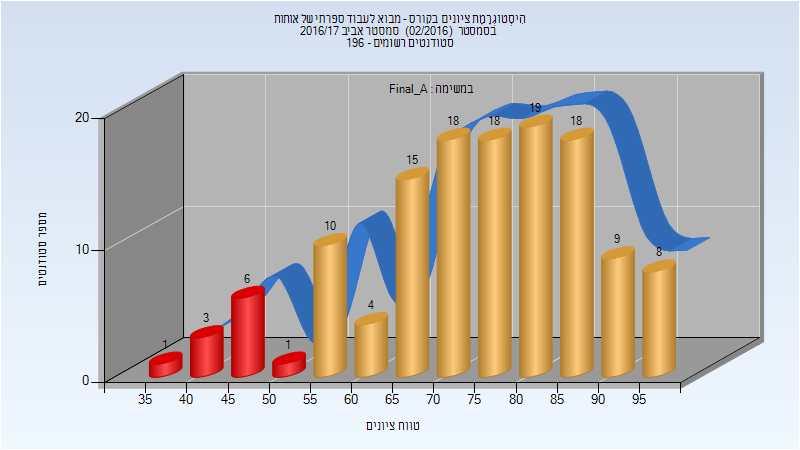 היסטוגרמת ציונים בקורס - מבוא לעבוד ספרתי של אותות
בסמסטר (02/2016) סמסטר אביב 2016/17
סטודנטים רשומים - 196
במשימה : Final_A
מספר סטודנטים
20
10
0
1
3
6
1
10
4
15
18
18
19
18
9
8
35 40 45 50 55 60 65 70 75 80 85 90 95
טווח ציונים